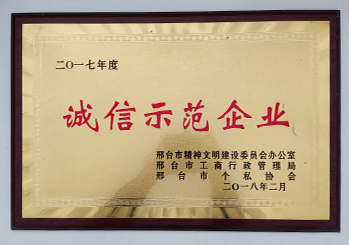 二〇一七年度
诚信示范企业
邢台市精神文明建设委员会办公室
邢台市工商行政管理局
邢台市个私协会
二〇一八年二月